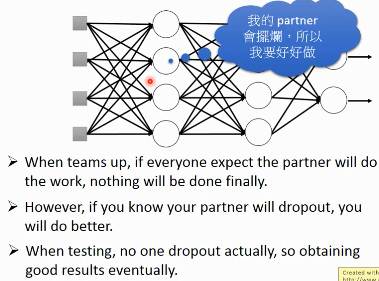 我的 partner
會擺爛，所以
我要好好做
When teams up, if everyone expect the partner will do
the work, nothing will be done finally.
However, if you know your partner will dropout, you
will do better.
When testing, no one dropout actually, so obtaining
good results eventually.
Created with